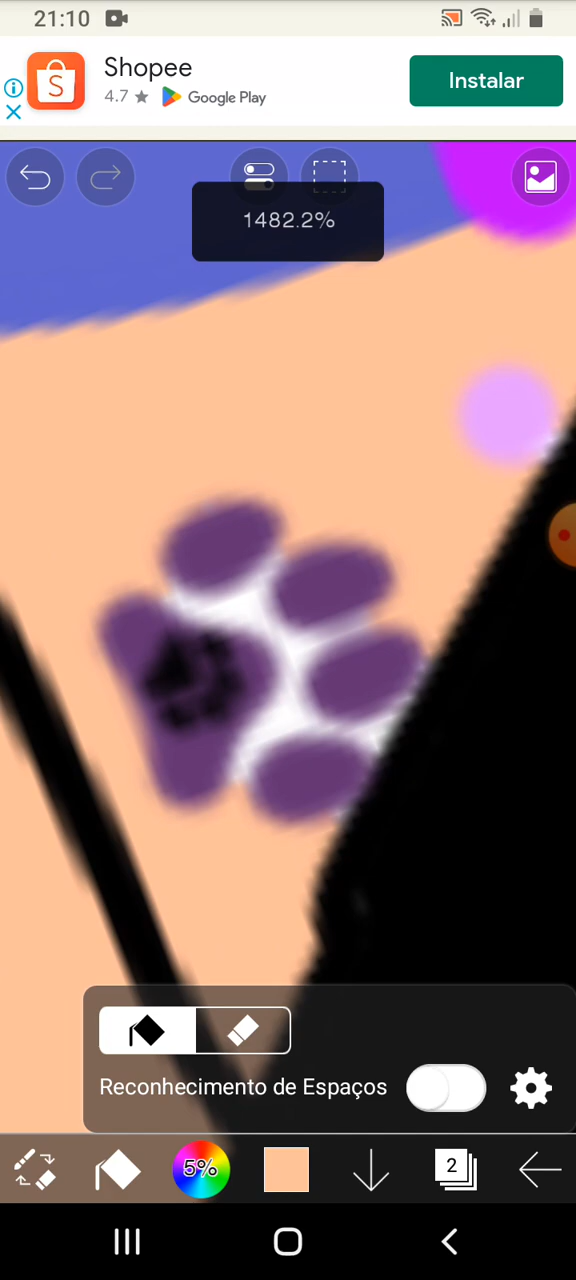 21:10
Shopee
4.7 ★ Google Play
Instalar
1482.2%
Reconhecimento de Espaços
5%
2